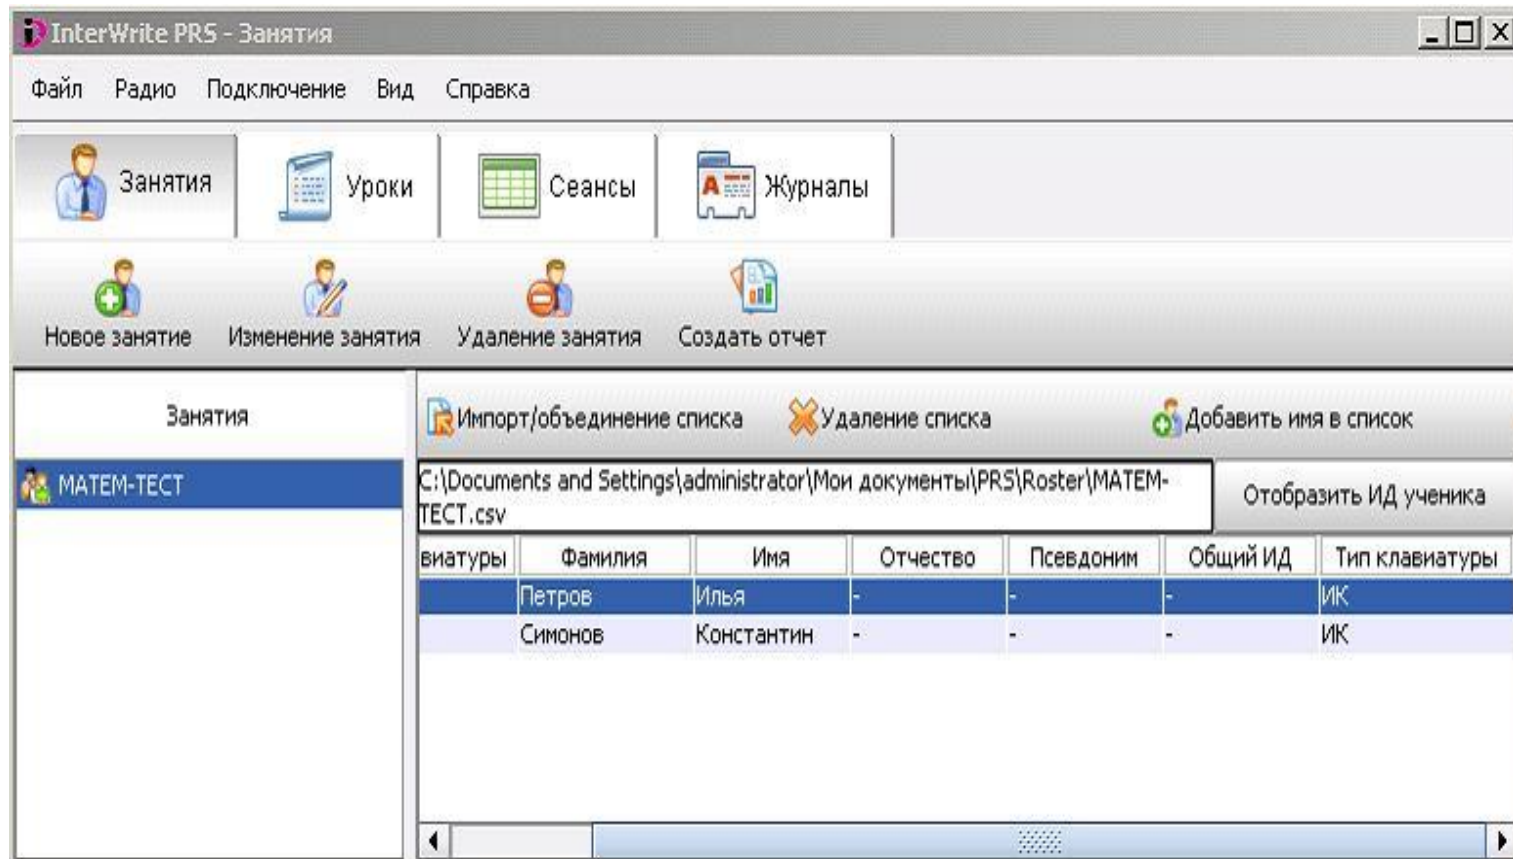 InterWrite PRS - Занятия
Файл Радио Подключение Вид Справка
Занятия Уроки Сеансы Журналы
Новое занятие Изменение занятия Удаление занятия Создать отчет
Занятия
Импорт/объединение списка Удаление списка Добавить имя в список
МАТЕМ-ТЕСТ
C:\Documents and Settings\administrator\Мои документы\PRS\Roster\МАТЕМ-
ТЕСТ.csv
Отобразить ИД ученика
виатуры Фамилия Имя Отчество Псевдоним Общий ИД Тип клавиатуры
Петров Илья - - - ИК
Симонов Константин - - - ИК